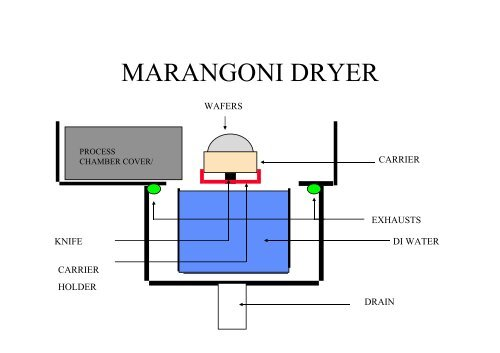 MARANGONI DRYER
WAFERS
PROCESS
CHAMBER COVER/
CARRIER
EXHAUSTS
KNIFE
DI WATER
CARRIER
HOLDER
DRAIN